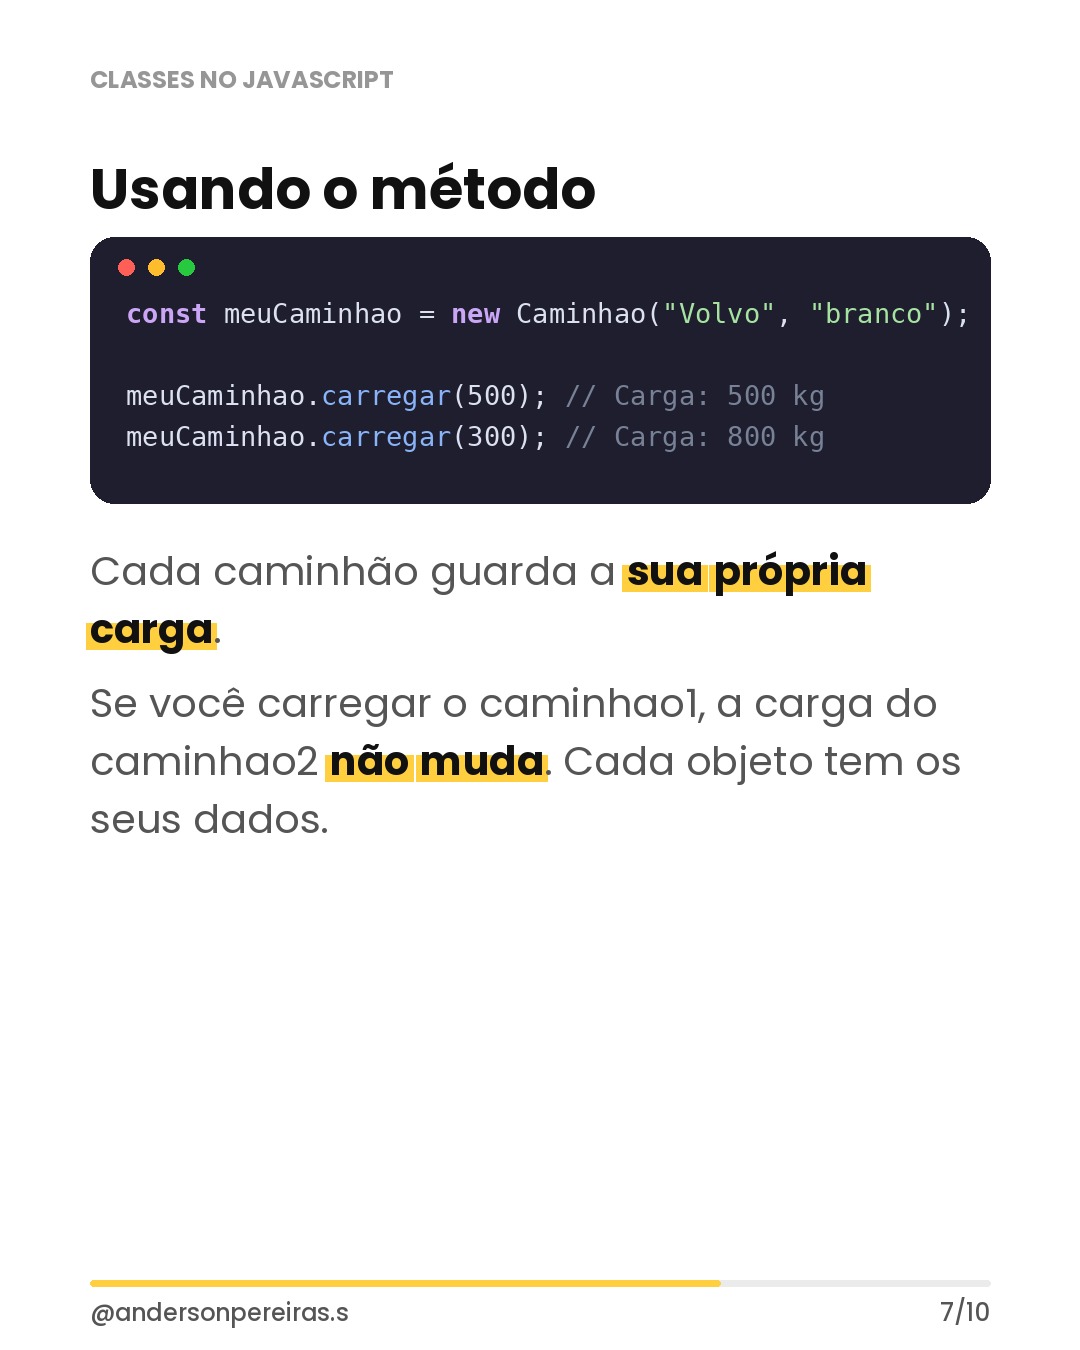 CLASSES NO JAVASCRIPT
Usando o método
const meuCaminhao = new Caminhao("Volvo", "branco");
meuCaminhao.carregar(500); // Carga: 500 kg
meuCaminhao.carregar(300); // Carga: 800 kg
Cada caminhão guarda a sua própria
carga.
Se você carregar o caminhao1, a carga do
caminhao2 não muda. Cada objeto tem os
seus dados.
@andersonpereiras.s
7/10